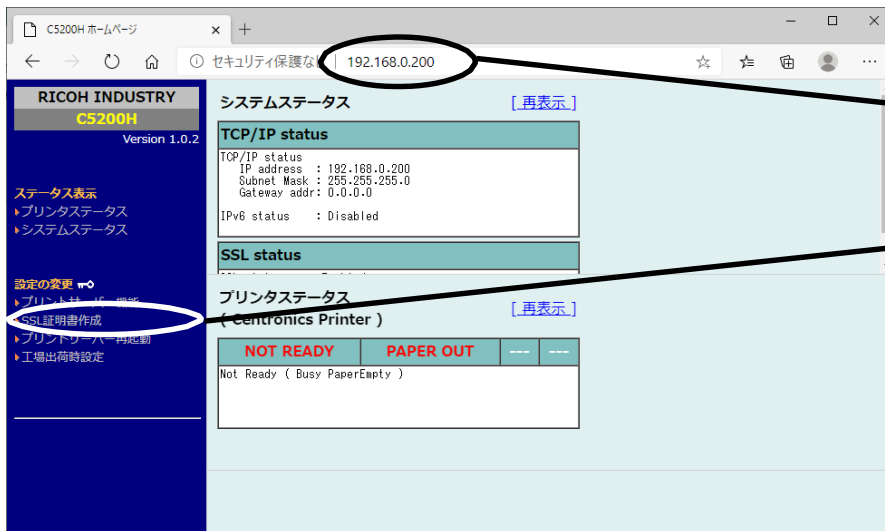 C5200H ホームページ
セキュリティ保護な
192.168.0.200
RICOH INDUSTRY
C5200H
Version 1.0.2
ステータス表示
プリンタステータス
システムステータス
設定の変更
プリントサーバー機能
SSL証明書作成
プリントサーバー再起動
工場出荷時設定
システムステータス
[ 再表示 ]
TCP/IP status
TCP/IP status
IP address : 192.168.0.200
Subnet Mask : 255.255.255.0
Gateway addr: 0.0.0.0
IPv6 status : Disabled
SSL status
プリンタステータス
( Centronics Printer )
[ 再表示 ]
NOT READY PAPER OUT --- ---
Not Ready ( Busy PaperEmpty )